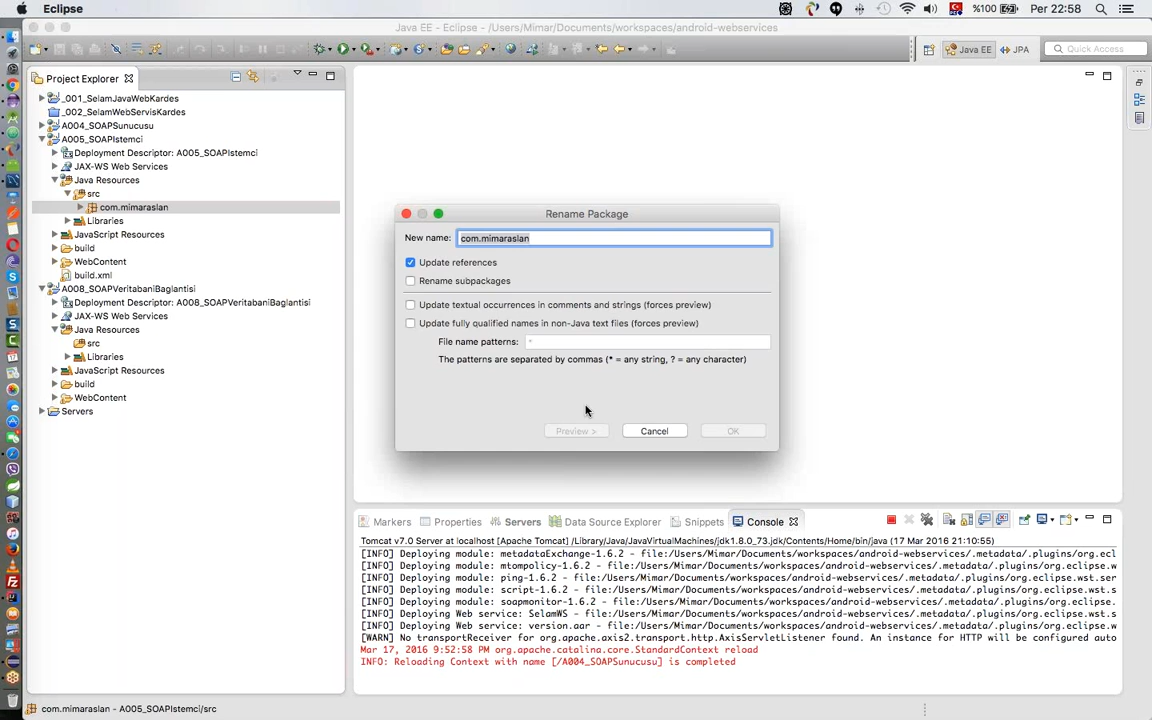 Eclipse
%100
Per 22:58
Java EE - Eclipse - /Users/Mimar/Documents/workspaces/android-webservices
Java EE
JPA
Quick Access
Project Explorer
_001_SelamJavaWebKardes
_002_SelamWebServisKardes
A004_SOAPSunucusu
A005_SOAPIstemci
Deployment Descriptor: A005_SOAPIstemci
JAX-WS Web Services
Java Resources
src
com.mimaraslan
Libraries
JavaScript Resources
build
WebContent
build.xml
A008_SOAPVeritabaniBaglantisi
Deployment Descriptor: A008_SOAPVeritabaniBaglantisi
JAX-WS Web Services
Java Resources
src
Libraries
JavaScript Resources
build
WebContent
Servers
Rename Package
New name: com.mimaraslan
Update references
Rename subpackages
Update textual occurrences in comments and strings (forces preview)
Update fully qualified names in non-Java text files (forces preview)
File name patterns: *
The patterns are separated by commas (* = any string, ? = any character)
Preview >
Cancel
OK
Markers
Properties
Servers
Data Source Explorer
Snippets
Console
Tomcat v7.0 Server at localhost [Apache Tomcat] /Library/Java/JavaVirtualMachines/jdk1.8.0_73.jdk/Contents/Home/bin/java (17 Mar 2016 21:10:55)
[INFO] Deploying module: metadataExchange-1.6.2 - file:/Users/Mimar/Documents/workspaces/android-webservices/.metadata/.plugins/org.ecl
[INFO] Deploying module: mtompolicy-1.6.2 - file:/Users/Mimar/Documents/workspaces/android-webservices/.metadata/.plugins/org.eclipse.w
[INFO] Deploying module: ping-1.6.2 - file:/Users/Mimar/Documents/workspaces/android-webservices/.metadata/.plugins/org.eclipse.wst.ser
[INFO] Deploying module: script-1.6.2 - file:/Users/Mimar/Documents/workspaces/android-webservices/.metadata/.plugins/org.eclipse.wst.s
[INFO] Deploying module: soapmonitor-1.6.2 - file:/Users/Mimar/Documents/workspaces/android-webservices/.metadata/.plugins/org.eclipse.
[INFO] Deploying Web service: SelamWS - file:/Users/Mimar/Documents/workspaces/android-webservices/.metadata/.plugins/org.eclipse.wst.s
[INFO] Deploying Web service: version.aar - file:/Users/Mimar/Documents/workspaces/android-webservices/.metadata/.plugins/org.eclipse.w
[WARN] No transportReceiver for org.apache.axis2.transport.http.AxisServletListener found. An instance for HTTP will be configured auto
Mar 17, 2016 9:52:58 PM org.apache.catalina.core.StandardContext reload
INFO: Reloading Context with name [/A004_SOAPSunucusu] is completed
com.mimaraslan - A005_SOAPIstemci/src